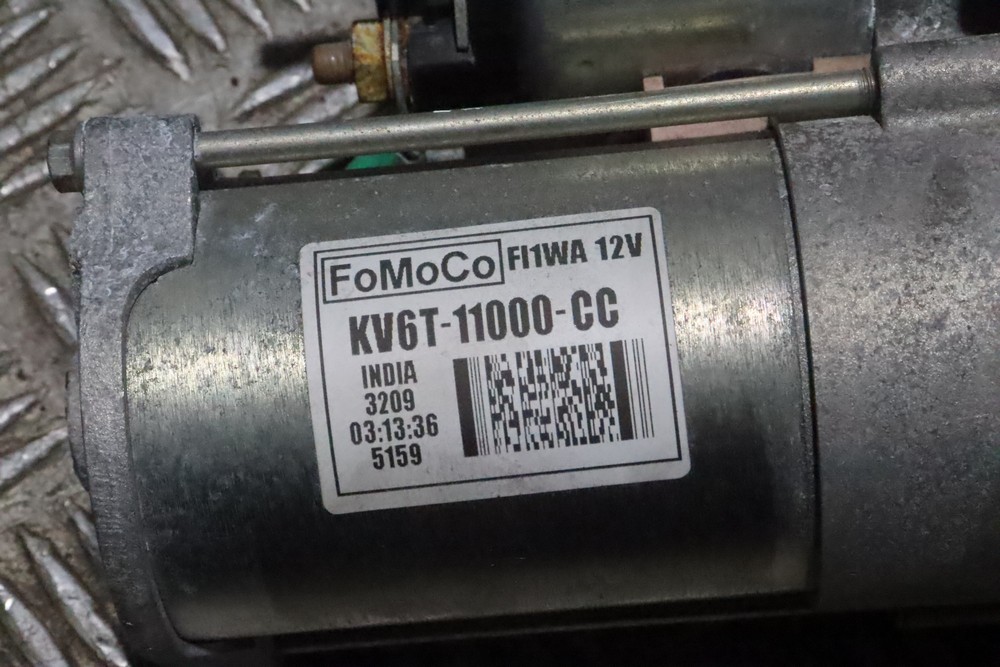 FoMoCo FI1WA 12V
KV6T-11000-CC
INDIA
3209
03:13:36
5159